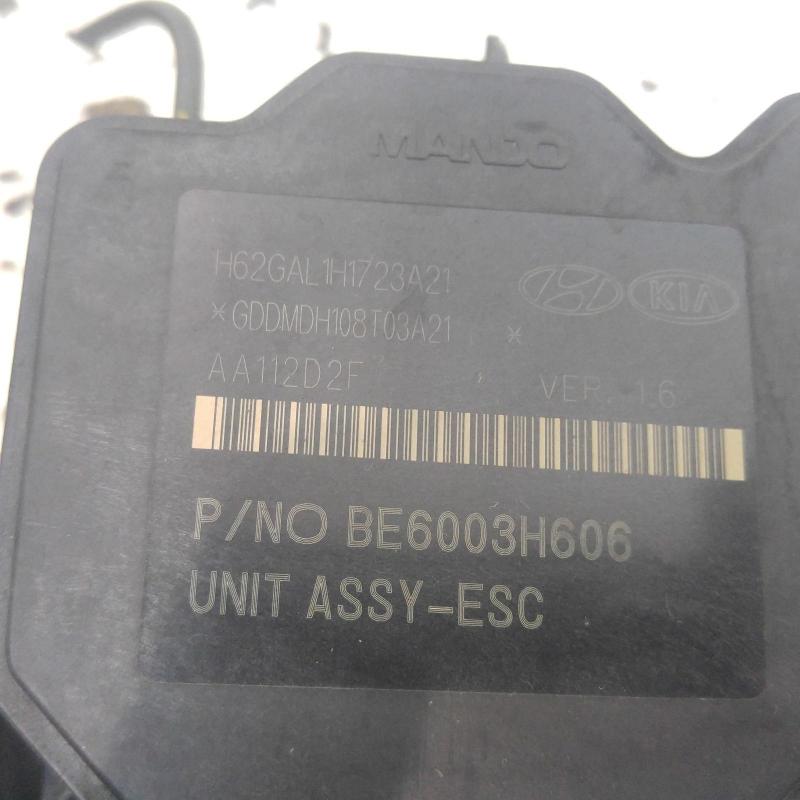 MANDO
H62GAL1H1723A21
KIA
*GDDMDH108T03A21 *
AA112D2F VER. 16
P/NO BE6003H606
UNIT ASSY-ESC